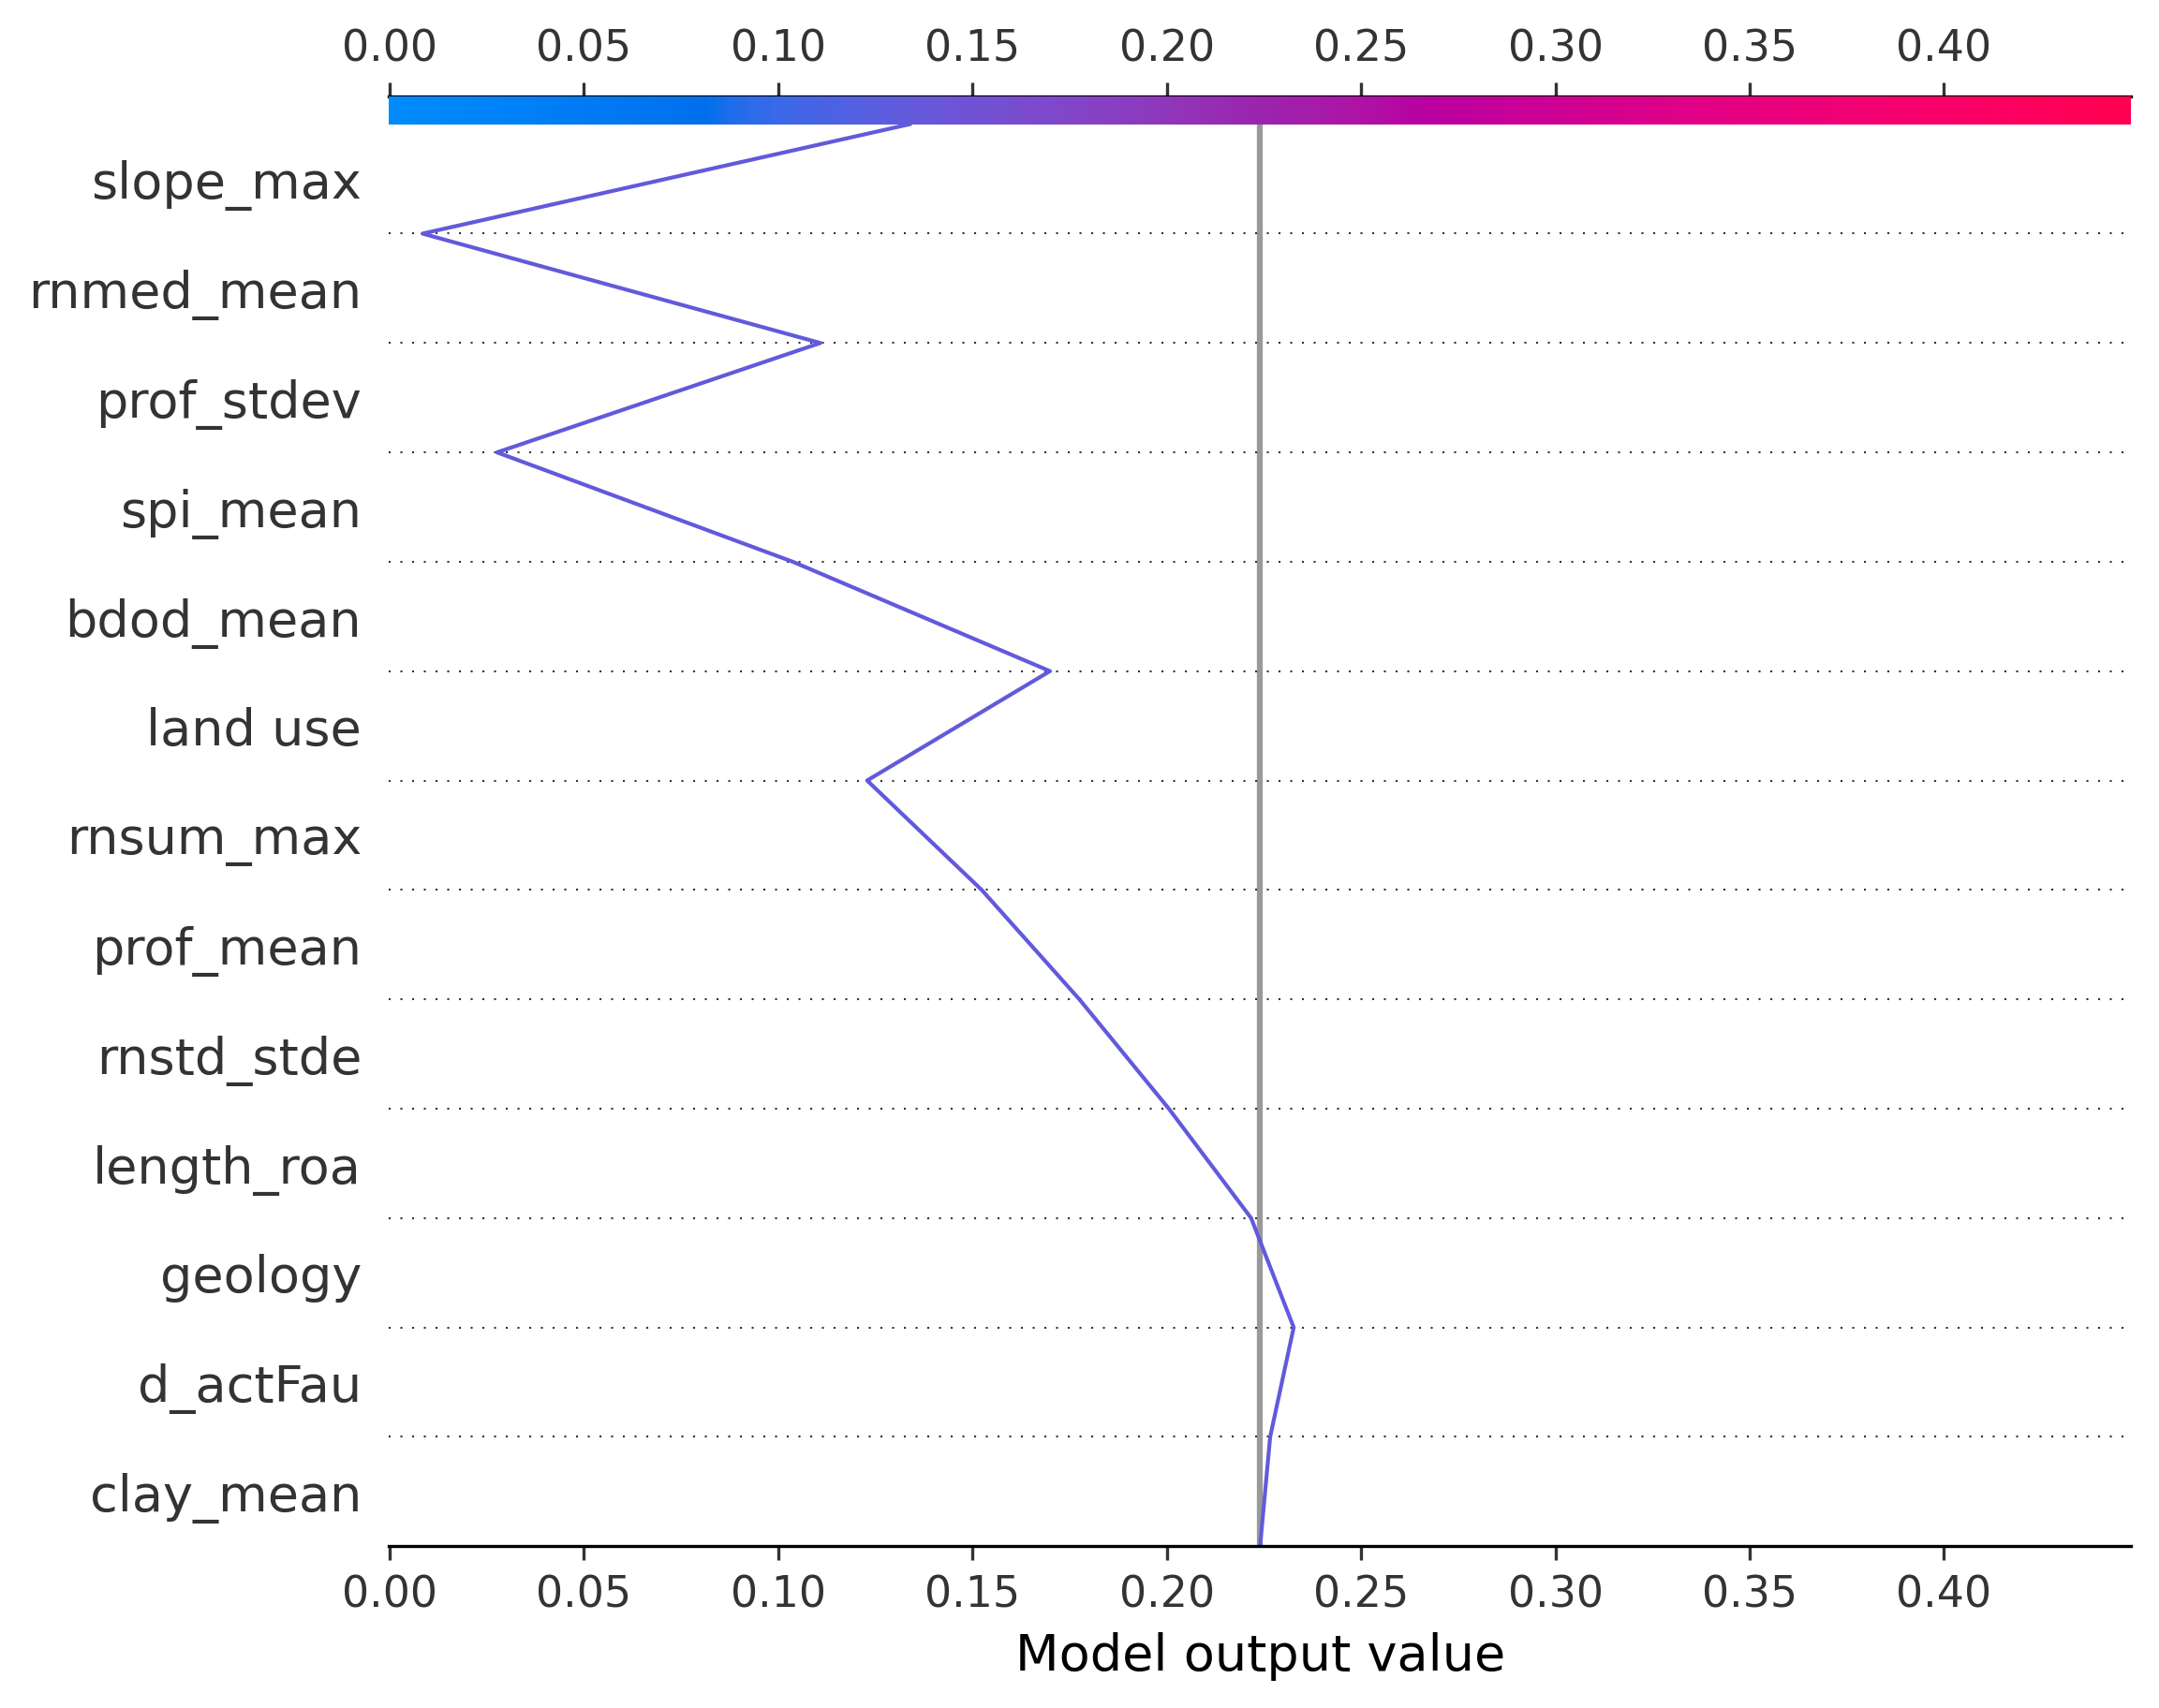 0.00 0.05 0.10 0.15 0.20 0.25 0.30 0.35 0.40
slope_max
rnmed_mean
prof_stdev
spi_mean
bdod_mean
land use
rnsum_max
prof_mean
rnstd_stde
length_roa
geology
d_actFau
clay_mean
0.00 0.05 0.10 0.15 0.20 0.25 0.30 0.35 0.40
Model output value